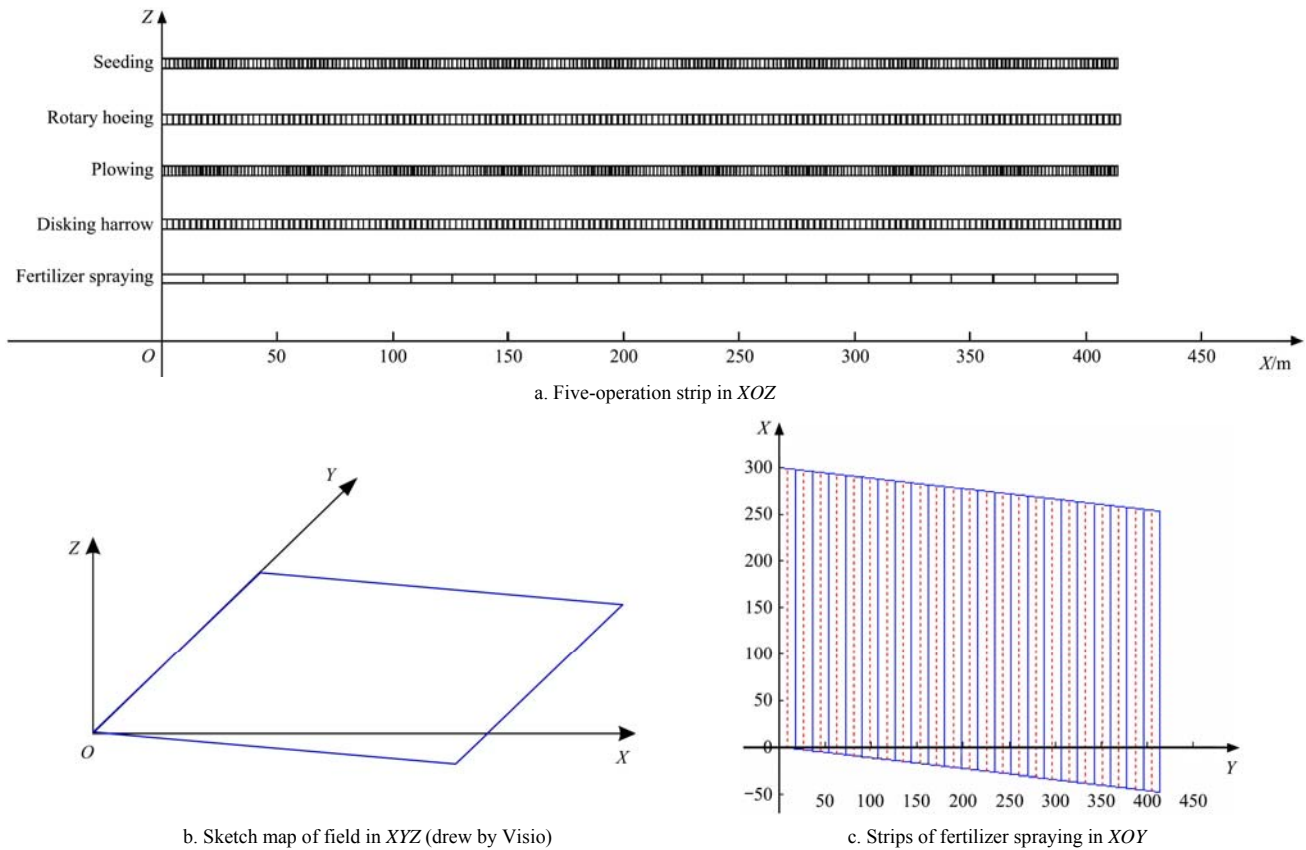 Z
Seeding
Rotary hoeing
Plowing
Disking harrow
Fertilizer spraying
O 50 100 150 200 250 300 350 400 450
X/m
a. Five-operation strip in XOZ
Y
Z
O
X
b. Sketch map of field in XYZ (drew by Visio)
X
300
250
200
150
100
50
0
−50
50 100 150 200 250 300 350 400 450
Y
c. Strips of fertilizer spraying in XOY